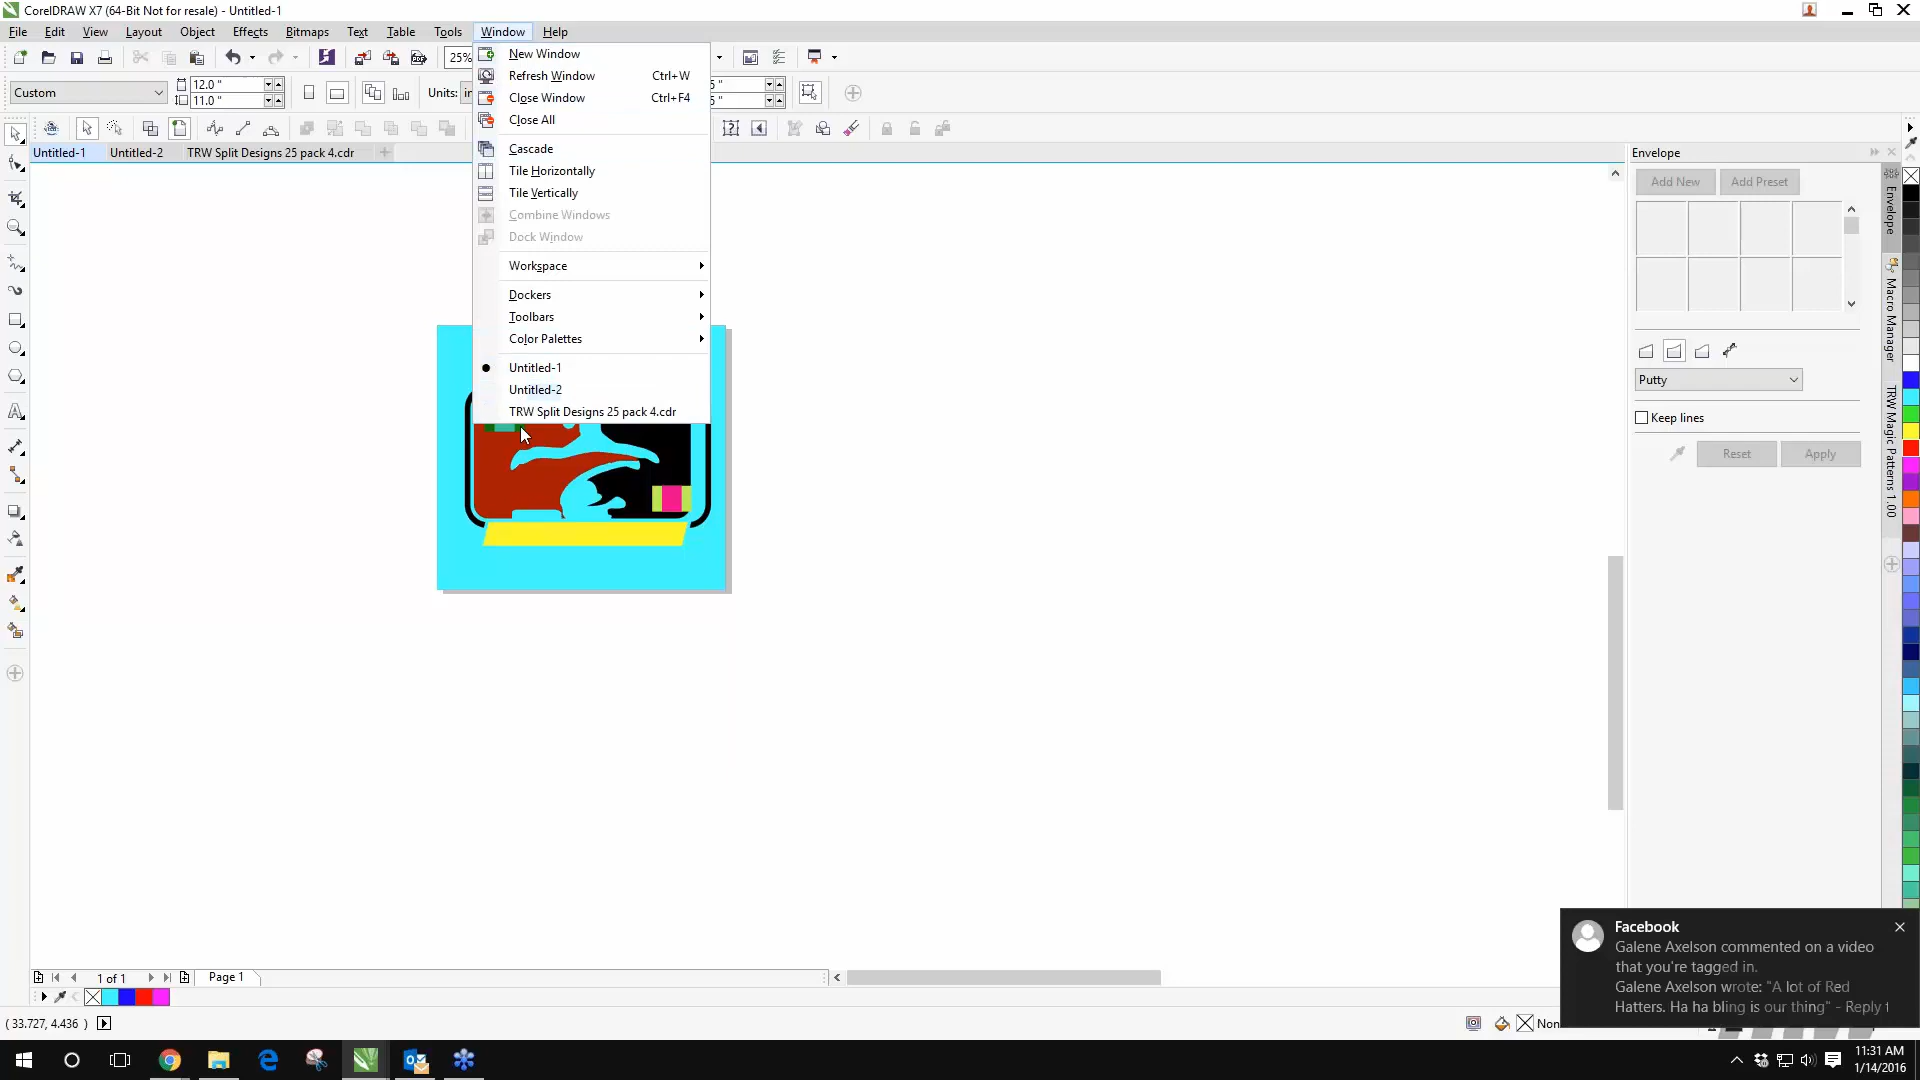 CorelDRAW X7 (64-Bit Not for resale) - Untitled-1
File Edit View Layout Object Effects Bitmaps Text Table Tools Window Help
25%
Custom
12.0 "
11.0 "
Units:
Untitled-1 Untitled-2 TRW Split Designs 25 pack 4.cdr
New Window
Refresh Window Ctrl+W
Close Window Ctrl+F4
Close All
Cascade
Tile Horizontally
Tile Vertically
Combine Windows
Dock Window
Workspace
Dockers
Toolbars
Color Palettes
Untitled-1
Untitled-2
TRW Split Designs 25 pack 4.cdr
Envelope
Add New Add Preset
Putty
Keep lines
Reset Apply
Envelope
Macro Manager
TRW Magic Patterns 1.00
Facebook
Galene Axelson commented on a video
that you're tagged in.
Galene Axelson wrote: "A lot of Red
Hatters. Ha ha bling is our thing" - Reply t
1 of 1 Page 1
( 33.727, 4.436 )
Non
11:31 AM
1/14/2016